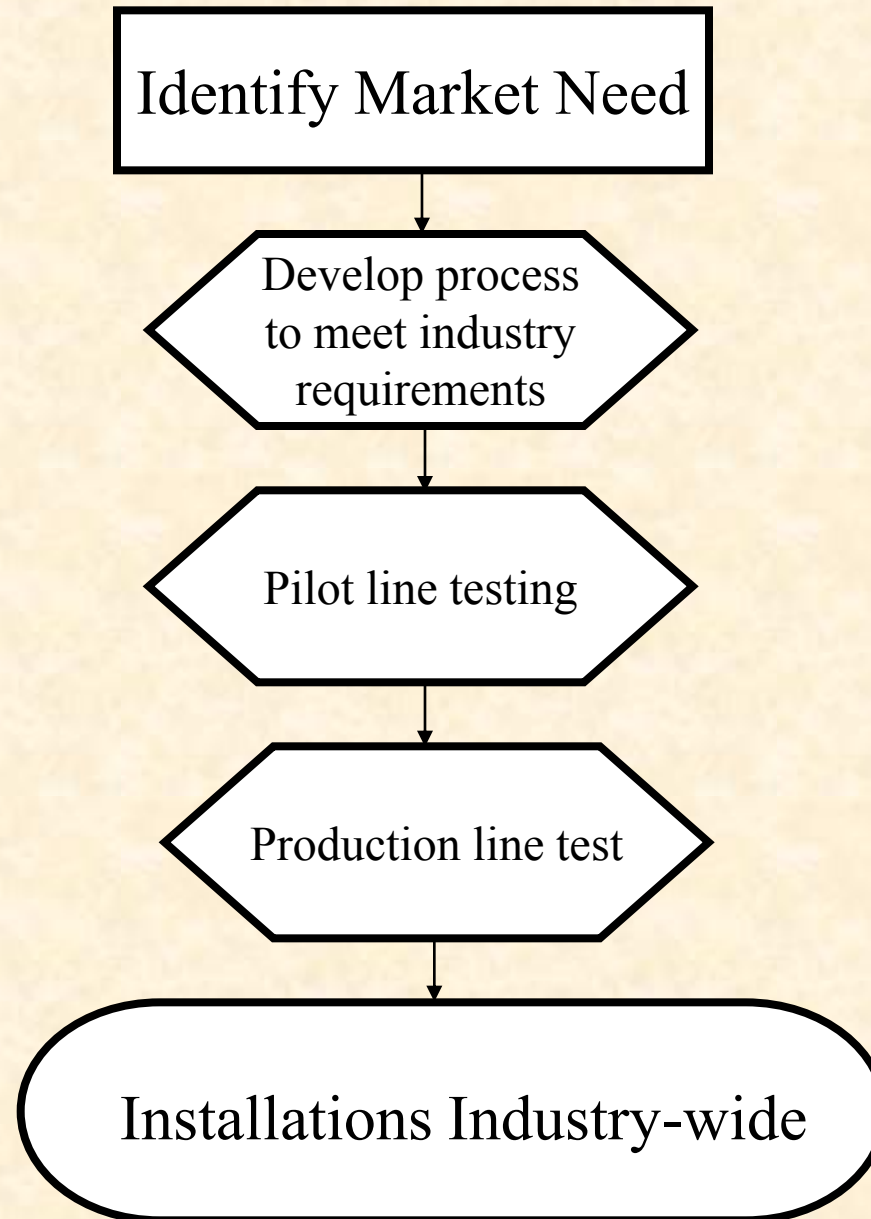 Identify Market Need
Develop process
to meet industry
requirements
Pilot line testing
Production line test
Installations Industry-wide